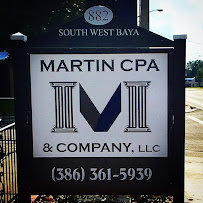 882
SOUTH WEST BAYA
MARTIN CPA
M
& COMPANY, LLC
(386) 361-5939